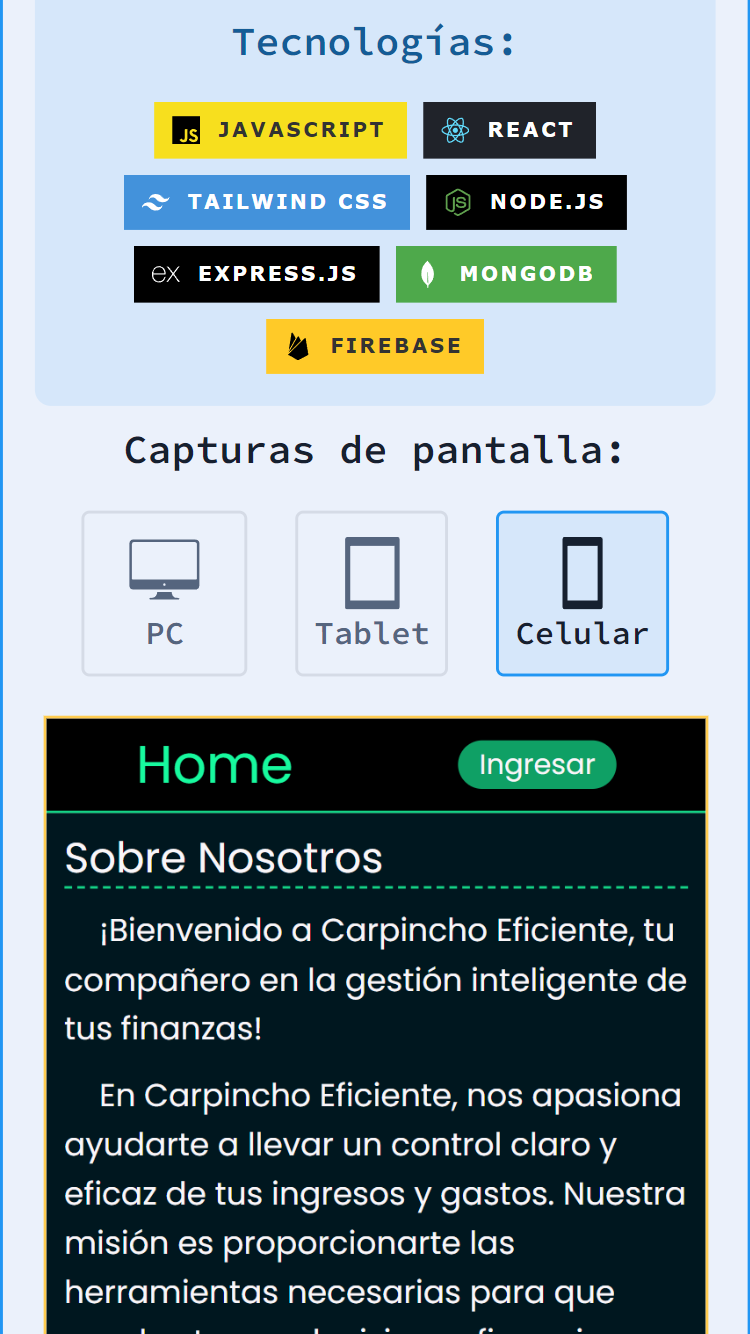 Tecnologías:
JS JAVASCRIPT REACT
TAILWIND CSS JS NODE.JS
ex EXPRESS.JS MONGODB
FIREBASE
Capturas de pantalla:
PC Tablet Celular
Home Ingresar
Sobre Nosotros
¡Bienvenido a Carpincho Eficiente, tu
compañero en la gestión inteligente de
tus finanzas!
En Carpincho Eficiente, nos apasiona
ayudarte a llevar un control claro y
eficaz de tus ingresos y gastos. Nuestra
misión es proporcionarte las
herramientas necesarias para que